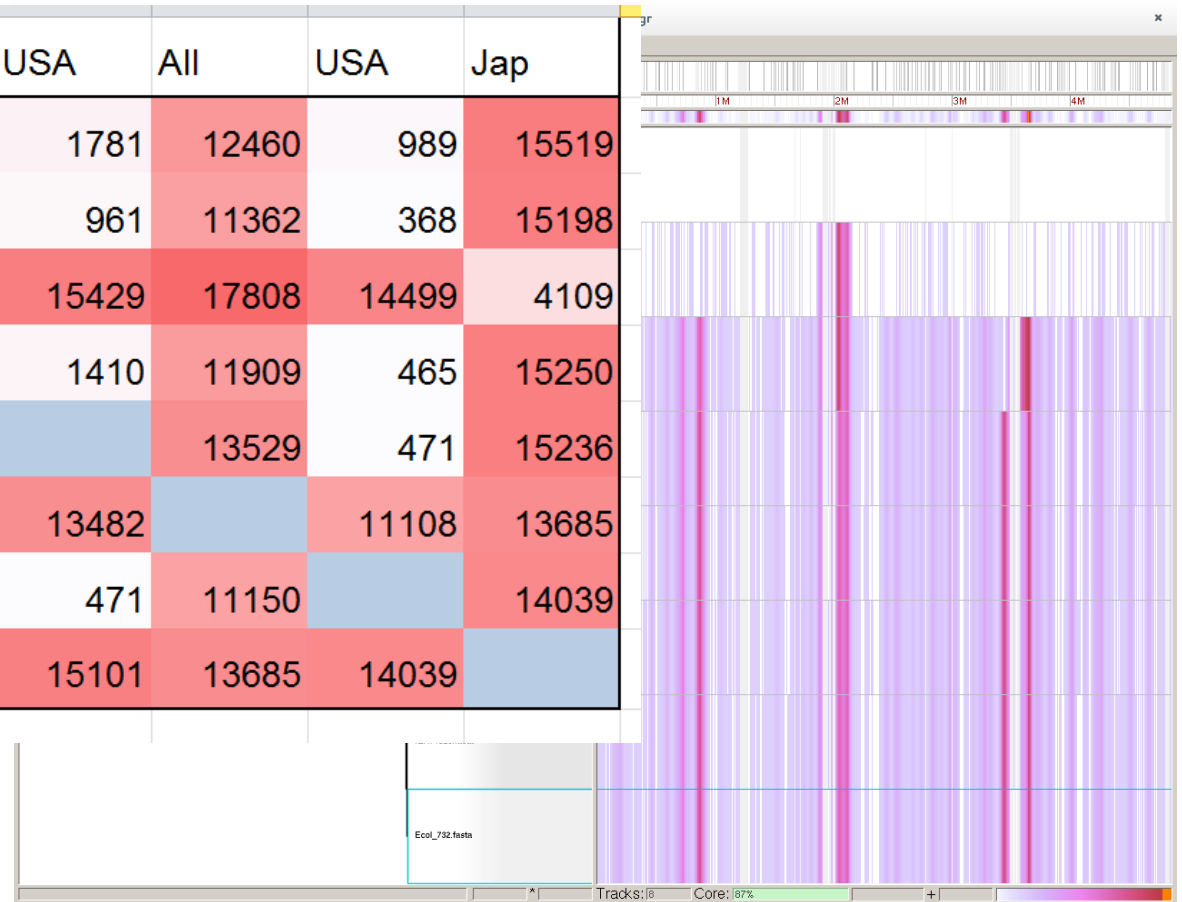 USA All USA Jap
1781 12460 989 15519
961 11362 368 15198
15429 17808 14499 4109
1410 11909 465 15250
13529 471 15236
13482 11108 13685
471 11150 14039
15101 13685 14039
gr ×
1M 2M 3M 4M
Ecol_732.fasta
* Tracks: 8 Core: 87% +